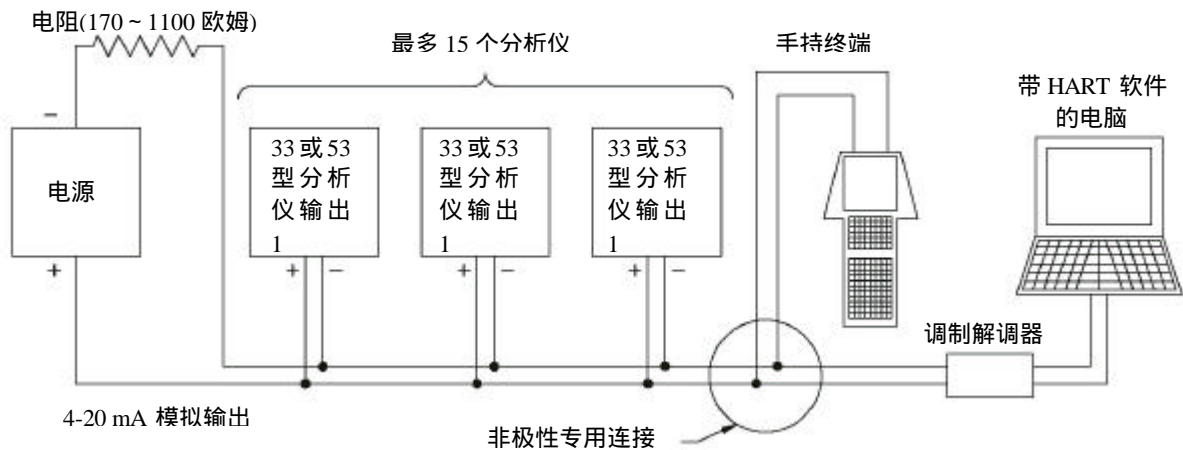 电阻(170～1100 欧姆)
最多 15 个分析仪
手持终端
带 HART 软件
的电脑
−
电源
+
33 或 53
型分析
仪输出
1
+ −
33 或 53
型分析
仪输出
1
+ −
33 或 53
型分析
仪输出
1
+ −
调制解调器
4-20 mA 模拟输出
非极性专用连接